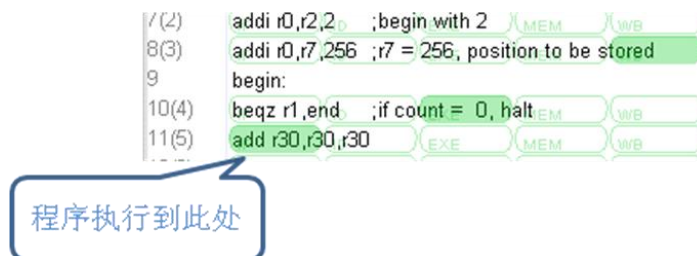 7(2) addi r0,r2,2 ;begin with 2 MEM WB
8(3) addi r0,r7,256 ;r7 = 256, position to be stored
9 begin:
10(4) beqz r1,end ;if count = 0, halt MEM WB
11(5) add r30,r30,r30 EXE MEM WB
程序执行到此处